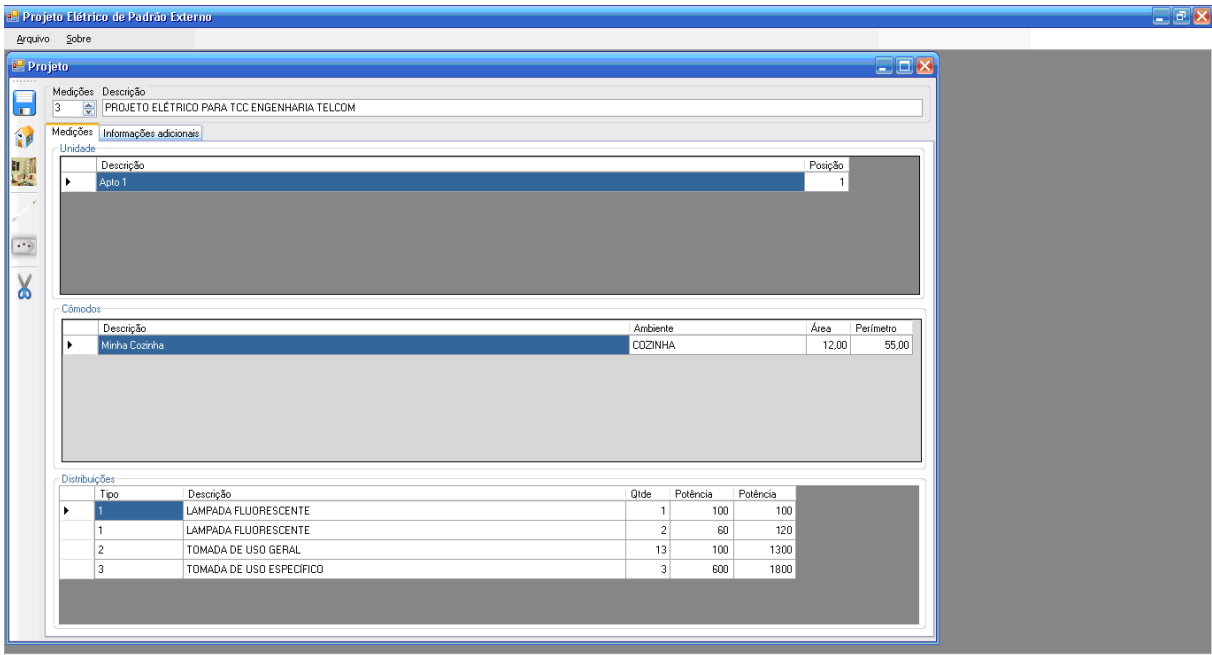 Projeto Elétrico de Padrão Externo
Arquivo Sobre
Projeto
Medições Descrição
3 PROJETO ELÉTRICO PARA TCC ENGENHARIA TELCOM
Medições Informações adicionais
Unidade
Descrição Posição
Apto 1 1
Cômodos
Descrição Ambiente Área Perímetro
Minha Cozinha COZINHA 12,00 55,00
Distribuições
Tipo Descrição Qtde Potência Potência
1 LAMPADA FLUORESCENTE 1 100 100
1 LAMPADA FLUORESCENTE 2 60 120
2 TOMADA DE USO GERAL 13 100 1300
3 TOMADA DE USO ESPECÍFICO 3 600 1800